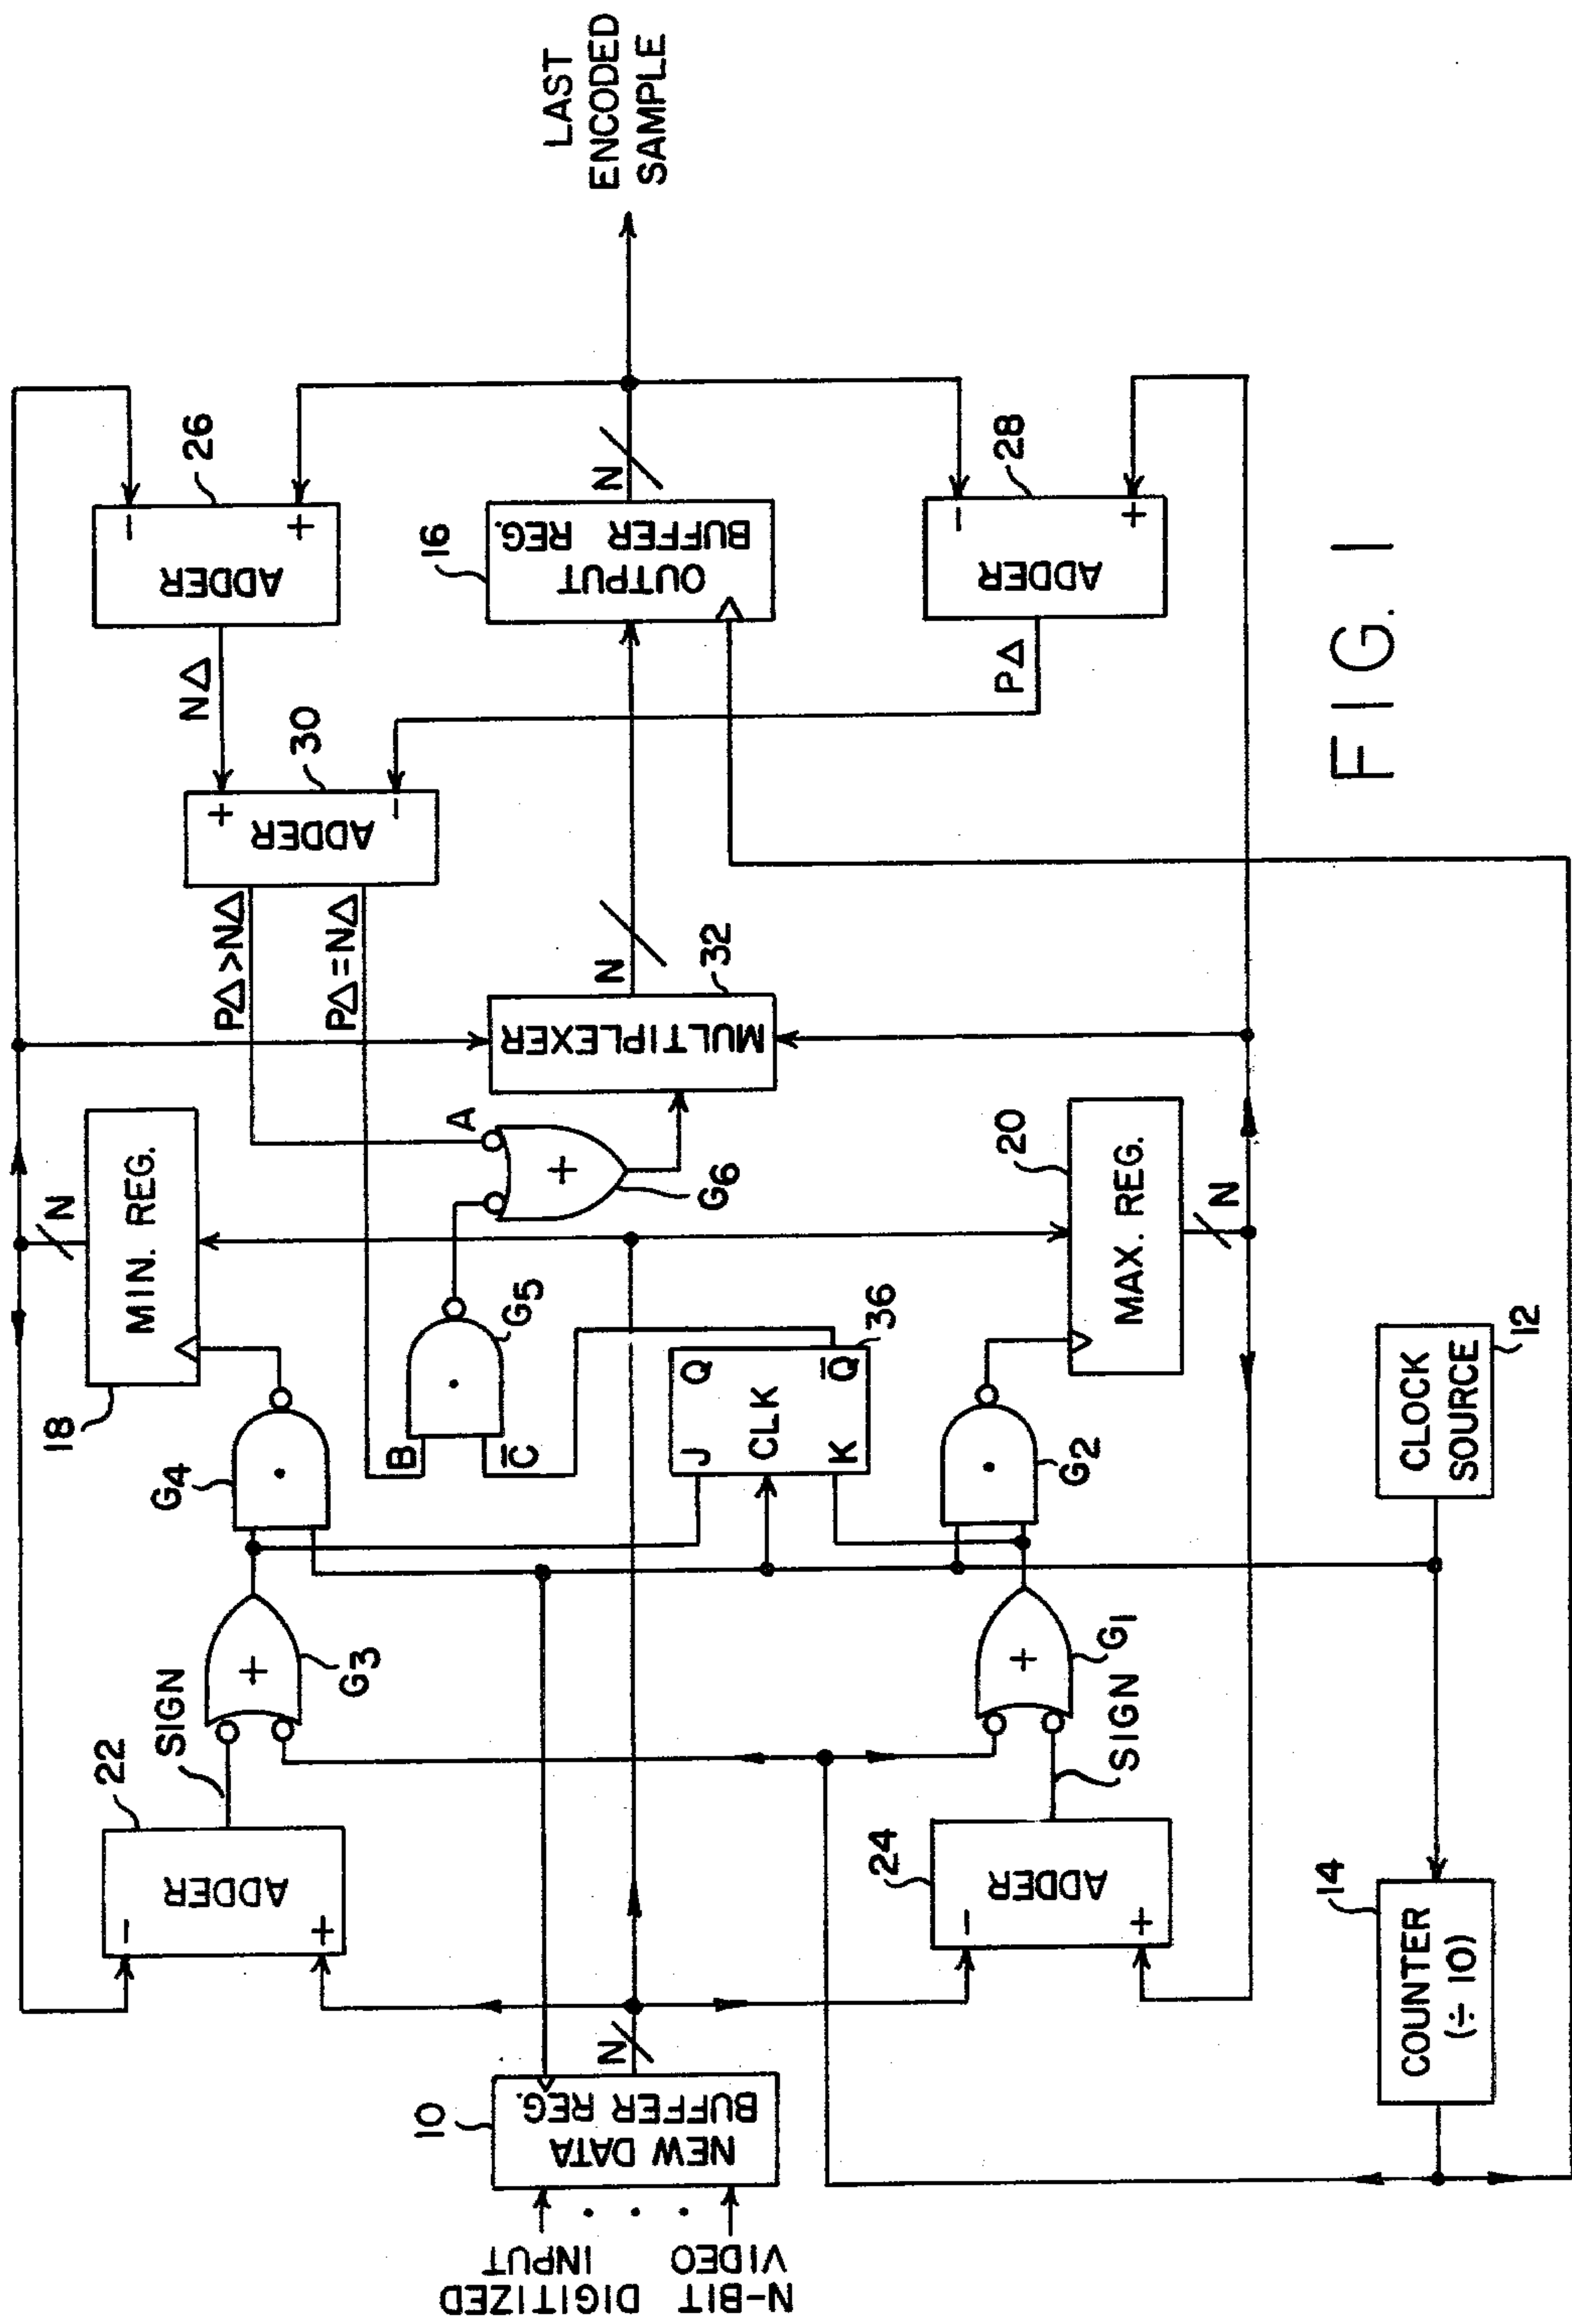 LAST
ENCODED
SAMPLE
26
ADDER
-
+
NΔ
30
+
ADDER
-
PΔ>NΔ
PΔ=NΔ
16
OUTPUT
BUFFER REG.
N
28
ADDER
-
+
PΔ
FIG. 1
N
32
MULTIPLEXER
A
+
G6
N
MIN. REG.
18
20
MAX. REG.
N
G5
B
C̅
36
J
Q
CLK
K
Q̅
G4
G2
CLOCK
SOURCE
12
+
G3
SIGN
+
G1
SIGN
22
ADDER
-
+
24
ADDER
-
+
14
COUNTER
(÷ 10)
N
10
NEW DATA
BUFFER REG.
N-BIT DIGITIZED
VIDEO INPUT